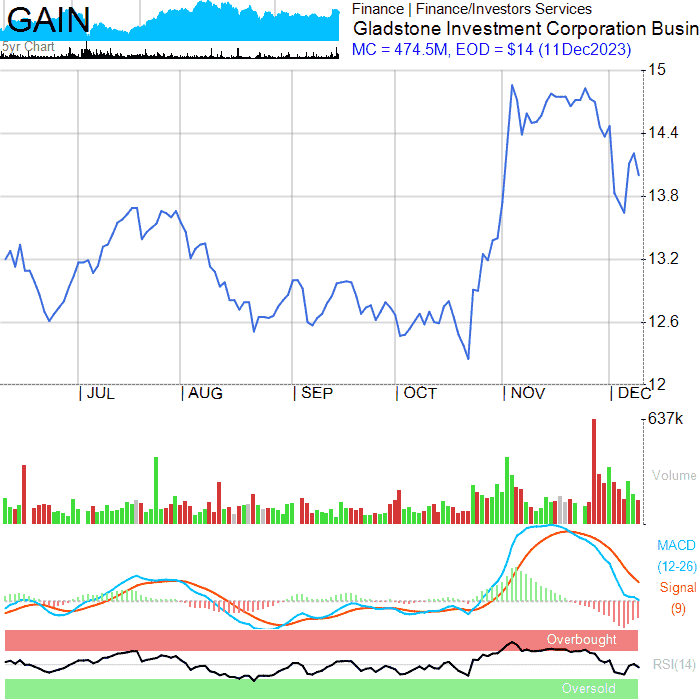 GAIN
5yr Chart
Finance | Finance/Investors Services
Gladstone Investment Corporation Busin
MC = 474.5M, EOD = $14 (11Dec2023)
15
14.4
13.8
13.2
12.6
12
| JUL | AUG | SEP | OCT | NOV | DEC
637k
Volume
MACD
(12-26)
Signal
(9)
Overbought
RSI(14)
Oversold